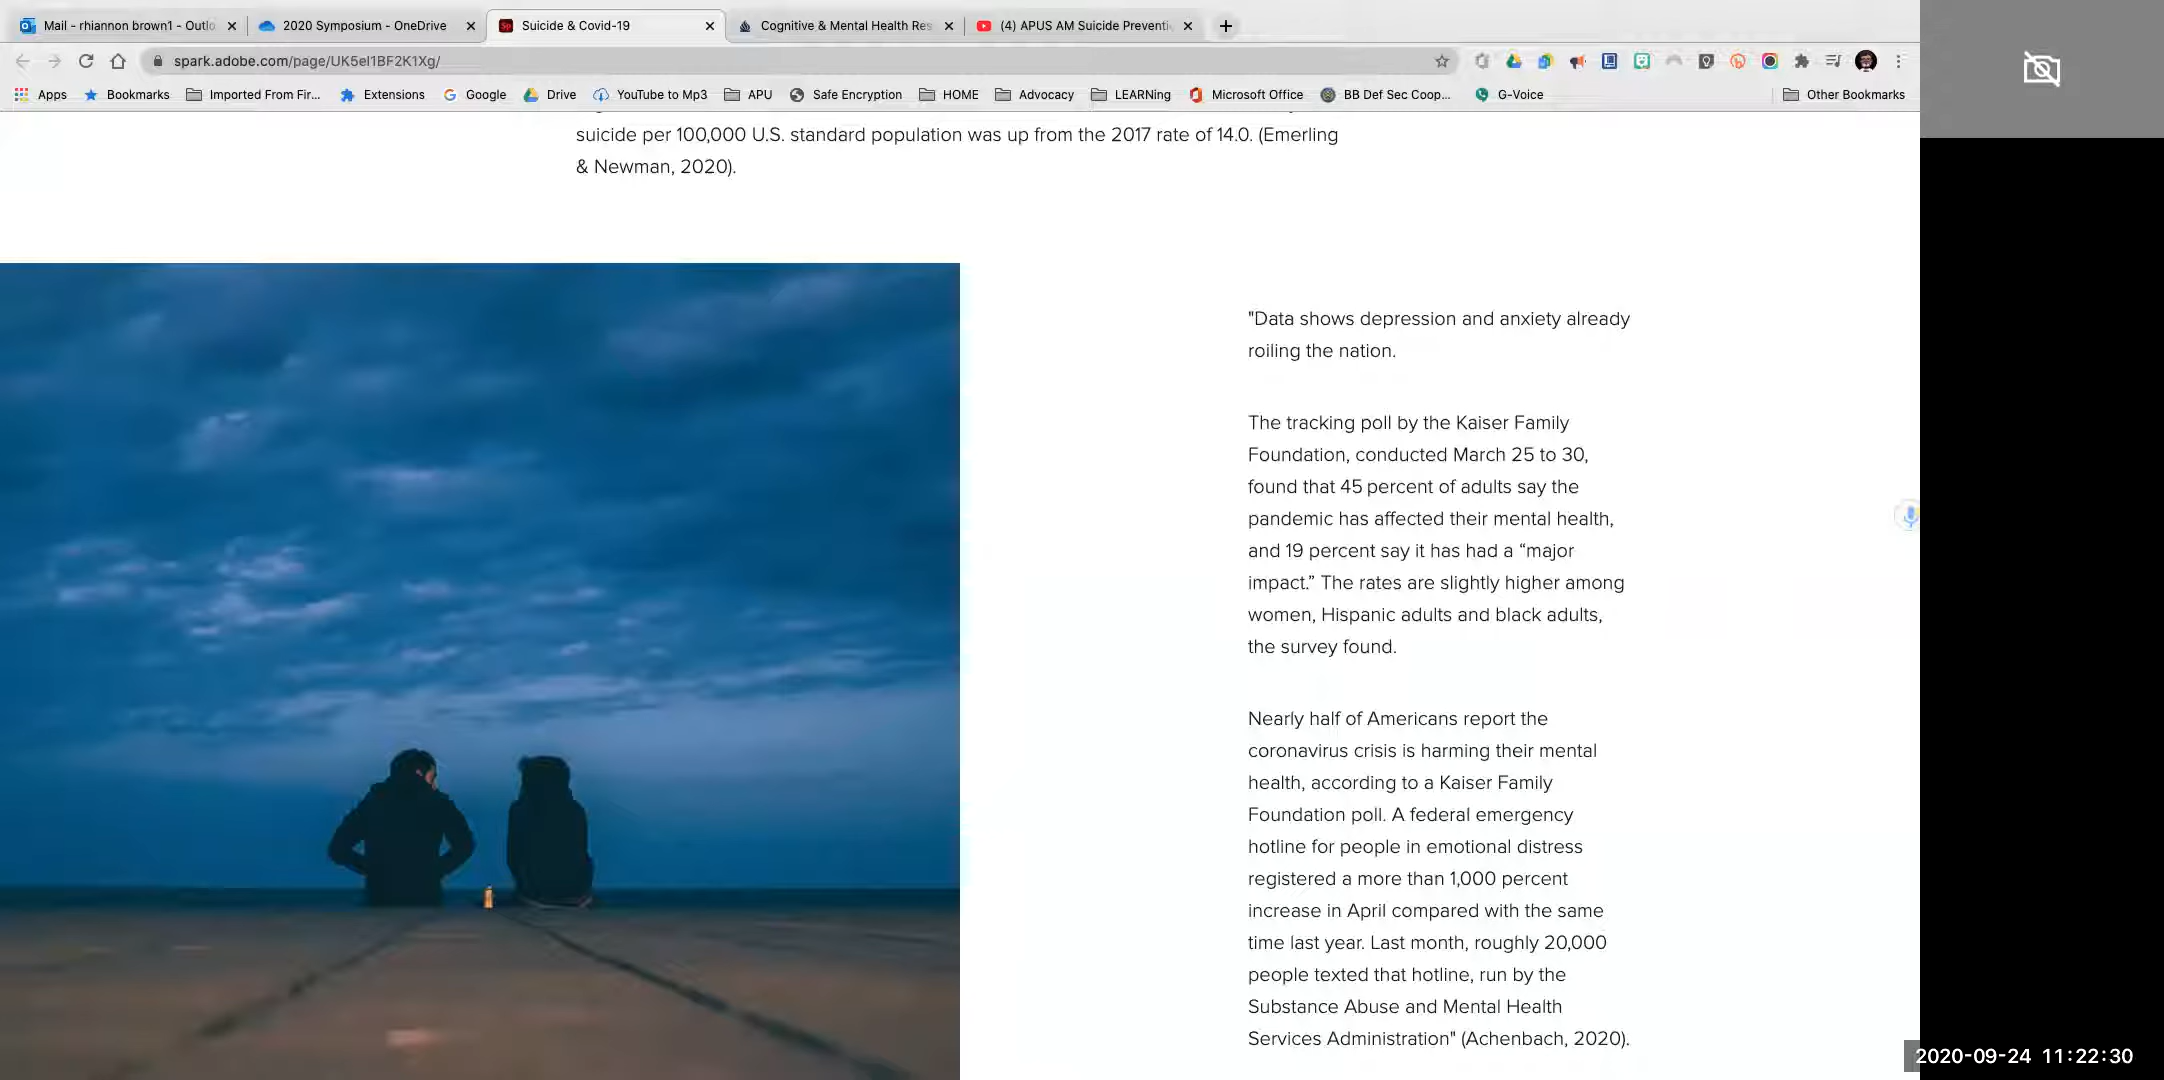 Mail - rhiannon brown1 - Outlo
2020 Symposium - OneDrive
Suicide & Covid-19
Cognitive & Mental Health Res
(4) APUS AM Suicide Preventi
spark.adobe.com/page/UK5el1BF2K1Xg/
Apps
Bookmarks
Imported From Fir...
Extensions
Google
Drive
YouTube to Mp3
APU
Safe Encryption
HOME
Advocacy
LEARNing
Microsoft Office
BB Def Sec Coop...
G-Voice
Other Bookmarks
suicide per 100,000 U.S. standard population was up from the 2017 rate of 14.0. (Emerling
& Newman, 2020).
"Data shows depression and anxiety already
roiling the nation.
The tracking poll by the Kaiser Family
Foundation, conducted March 25 to 30,
found that 45 percent of adults say the
pandemic has affected their mental health,
and 19 percent say it has had a “major
impact.” The rates are slightly higher among
women, Hispanic adults and black adults,
the survey found.
Nearly half of Americans report the
coronavirus crisis is harming their mental
health, according to a Kaiser Family
Foundation poll. A federal emergency
hotline for people in emotional distress
registered a more than 1,000 percent
increase in April compared with the same
time last year. Last month, roughly 20,000
people texted that hotline, run by the
Substance Abuse and Mental Health
Services Administration" (Achenbach, 2020).
2020-09-24 11:22:30